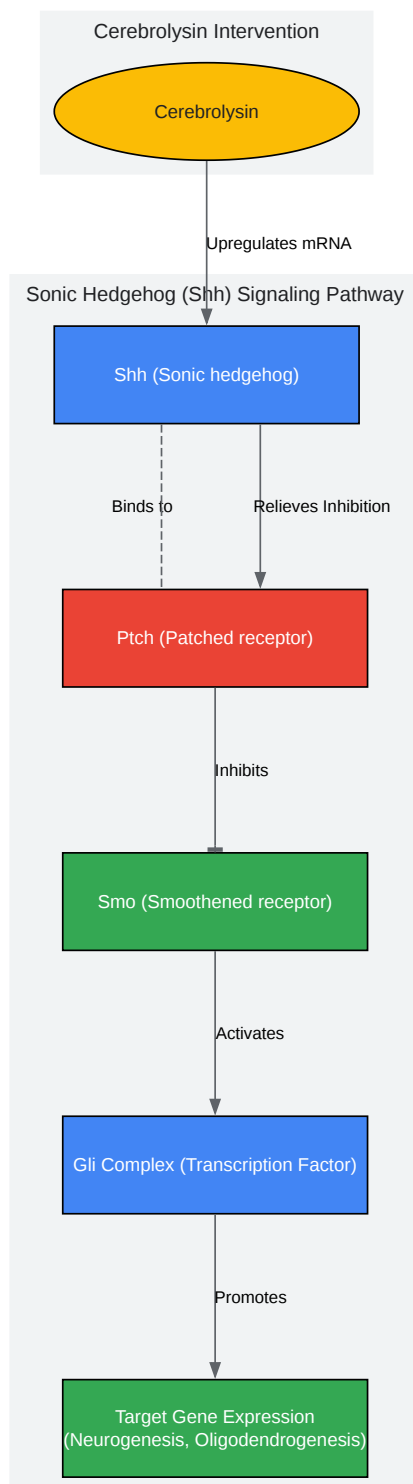 Cerebrolysin Intervention
Cerebrolysin
Upregulates mRNA
Sonic Hedgehog (Shh) Signaling Pathway
Shh (Sonic hedgehog)
Binds to
Relieves Inhibition
Ptch (Patched receptor)
Inhibits
Smo (Smoothened receptor)
Activates
Gli Complex (Transcription Factor)
Promotes
Target Gene Expression
(Neurogenesis, Oligodendrogenesis)